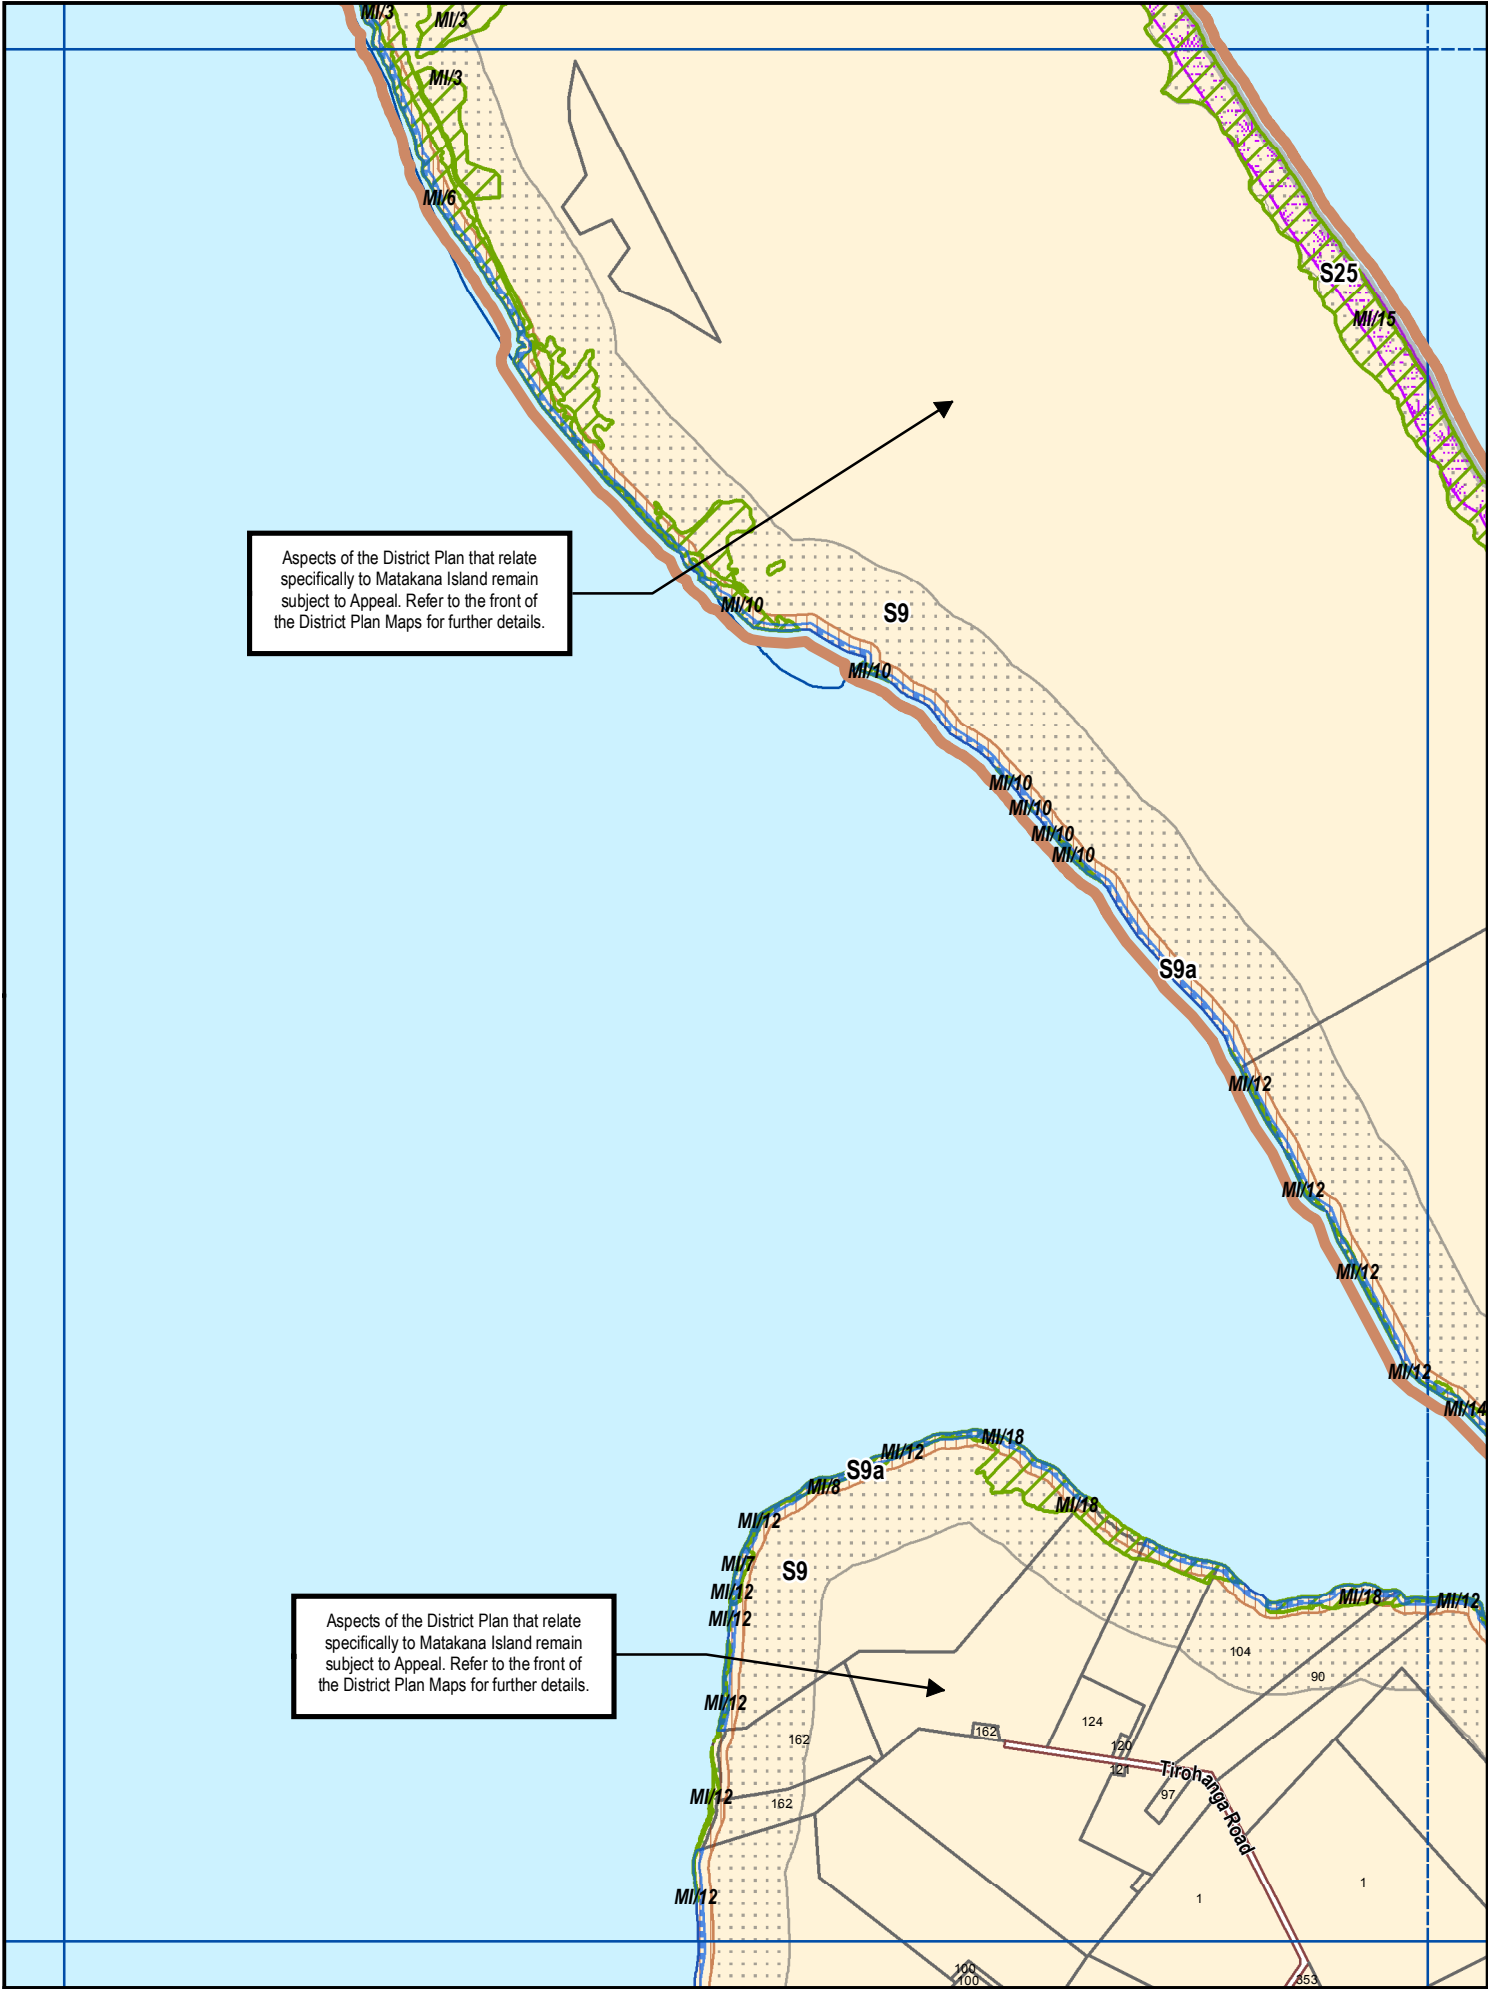 MI/3
MI/3
MI/3
MI/6
S25
MI/15
Aspects of the District Plan that relate
specifically to Matakana Island remain
subject to Appeal. Refer to the front of
the District Plan Maps for further details.
MI/10
S9
MI/10
MI/10
MI/10
MI/10
MI/10
S9a
MI/12
MI/12
MI/12
MI/12
MI/14
MI/18
MI/12
S9a
MI/8
MI/18
MI/12
MI/7
S9
MI/12
MI/18
MI/12
MI/12
Aspects of the District Plan that relate
specifically to Matakana Island remain
subject to Appeal. Refer to the front of
the District Plan Maps for further details.
104
90
MI/12
124
162
162
120
121
Tirohanga Road
97
MI/12
162
1
MI/12
1
100
100
353